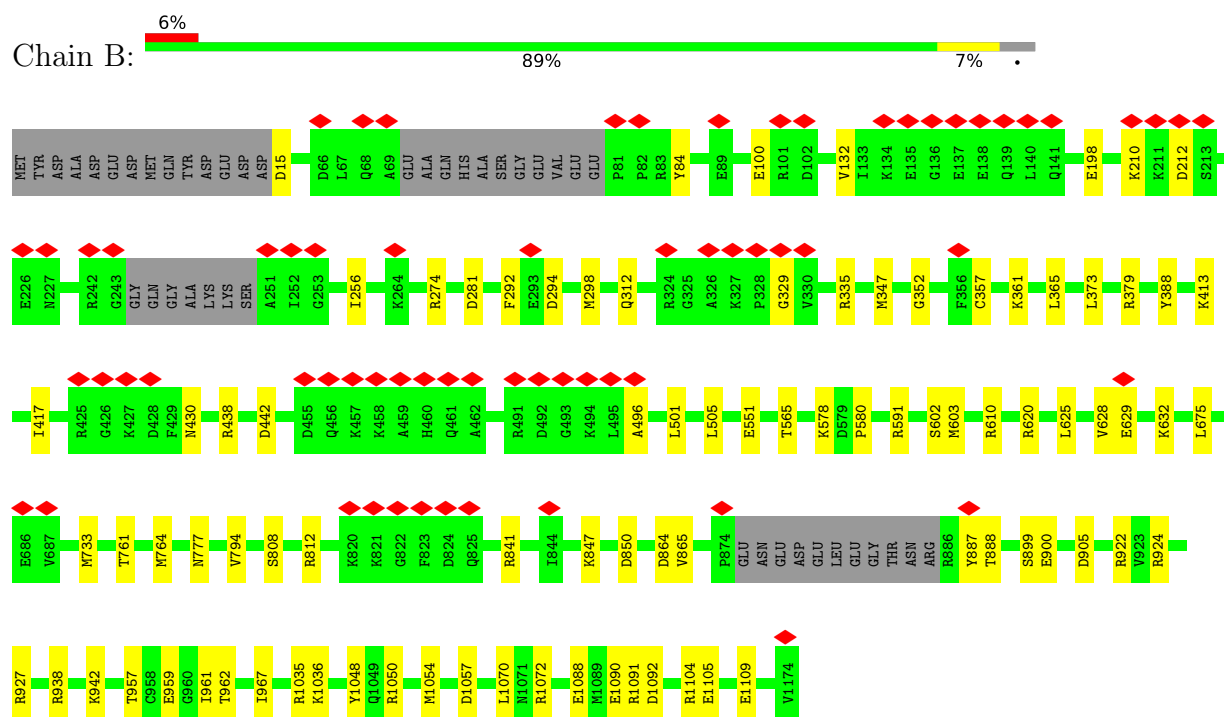 6%
Chain B:
89% 7% •
MET TYR ASP ALA ASP GLU ASP MET GLN TYR ASP GLU ASP ASP D15 D66 L67 Q68 A69 GLU ALA GLN HIS ALA SER GLY GLU VAL GLU GLU P81 P82 R83 Y84 E89 E100 R101 D102 V132 I133 K134 E135 G136 E137 E138 Q139 L140 Q141 E198 K210 K211 D212 S213
E226 N227 R242 G243 GLY GLN GLY ALA LYS LYS SER A251 I252 G253 I256 K264 R274 D281 F292 E293 D294 M298 Q312 R324 G325 A326 K327 P328 G329 V330 R335 M347 G352 F356 C357 K361 L365 L373 R379 Y388 K413
I417 R425 G426 K427 D428 F429 N430 R438 D442 D455 Q456 K457 K458 A459 H460 Q461 A462 R491 D492 G493 K494 L495 A496 L501 L505 E551 T565 K578 D579 P580 R591 S602 M603 R610 R620 L625 V628 E629 K632 L675
E686 V687 M733 T761 M764 N777 V794 S808 R812 K820 K821 G822 F823 D824 Q825 R841 I844 K847 D850 D864 V865 P874 GLU ASN GLU ASP GLU LEU GLU GLY THR ASN ARG R886 Y887 T888 S899 E900 D905 R922 V923 R924
R927 R938 K942 T957 C958 E959 G960 I961 T962 I967 R1035 K1036 Y1048 Q1049 R1050 M1054 D1057 L1070 N1071 R1072 E1088 M1089 E1090 R1091 D1092 R1104 E1105 E1109 V1174